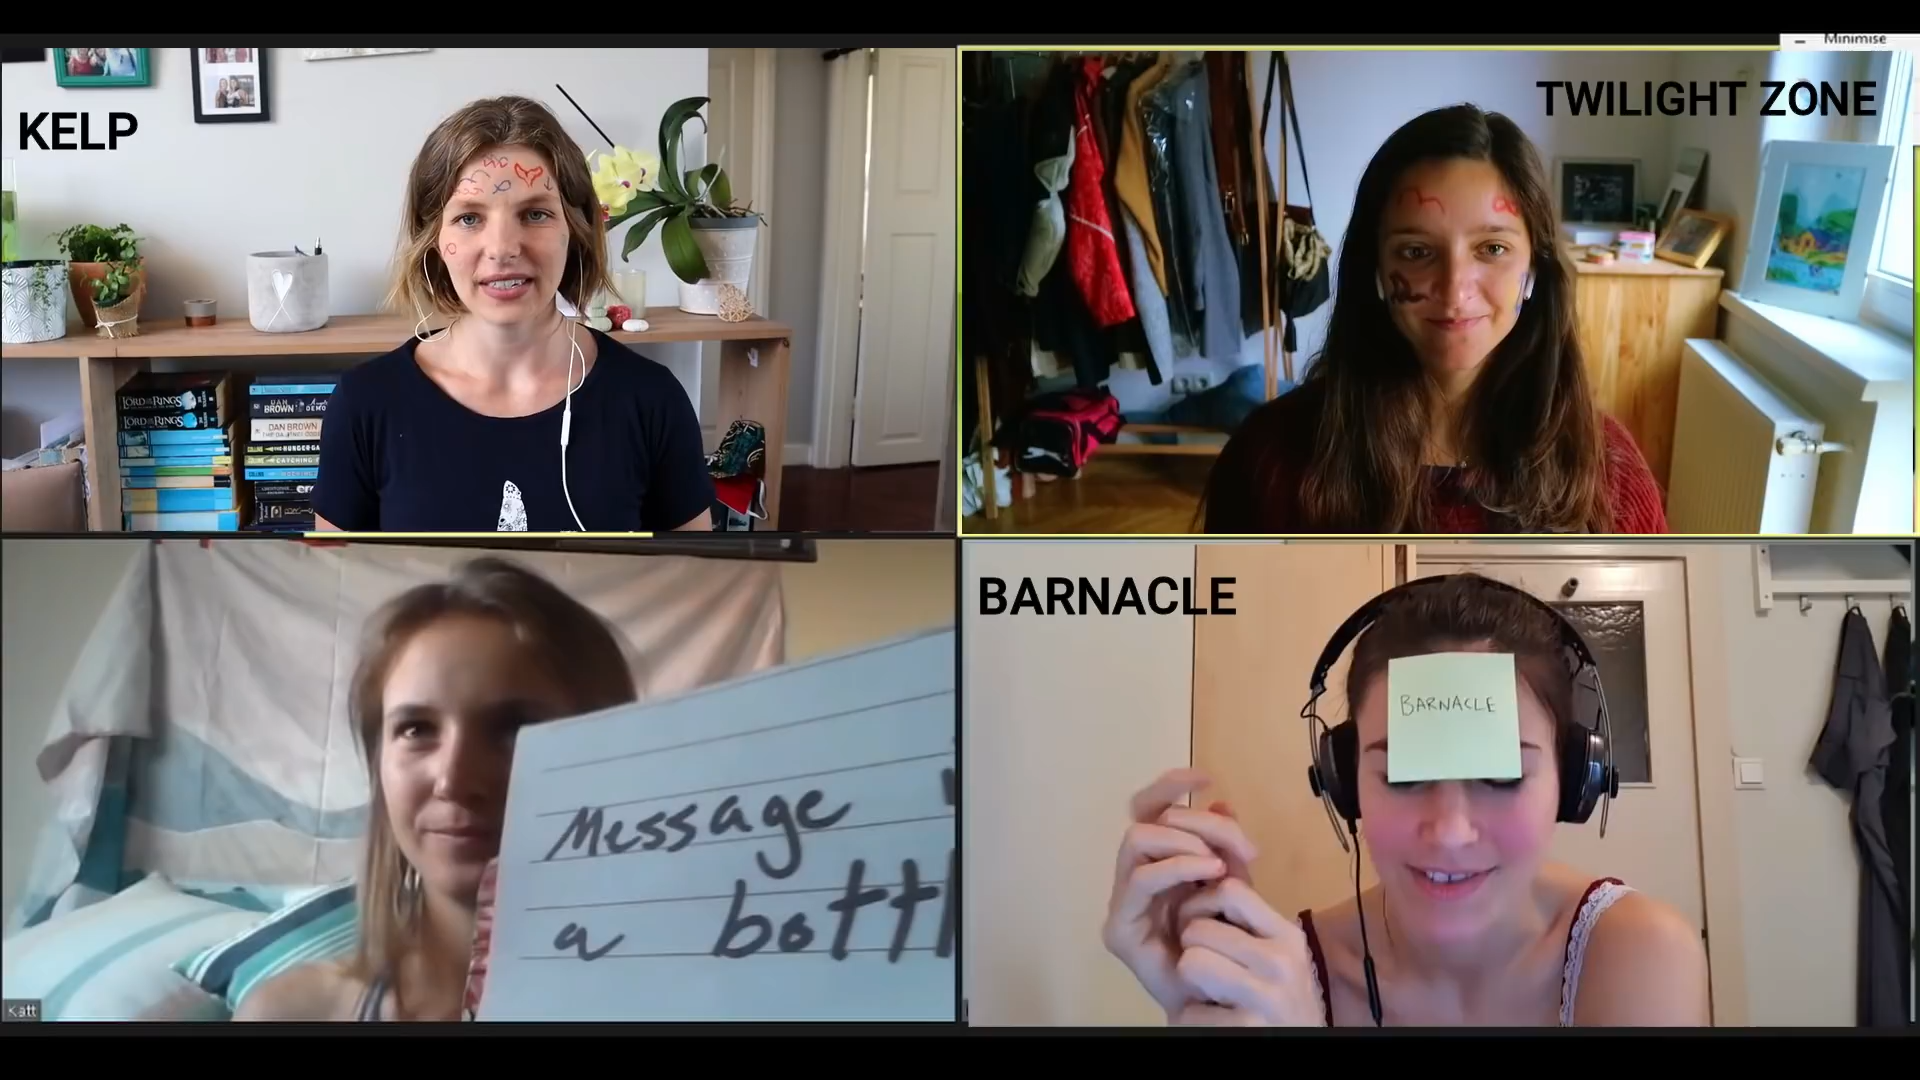 Minimise
KELP
TWILIGHT ZONE
LORD OF THE RINGS
LORD OF THE RINGS
DAN
BROWN
DAN BROWN
BARNACLE
BARNACLE
Message
a bottl
Katt